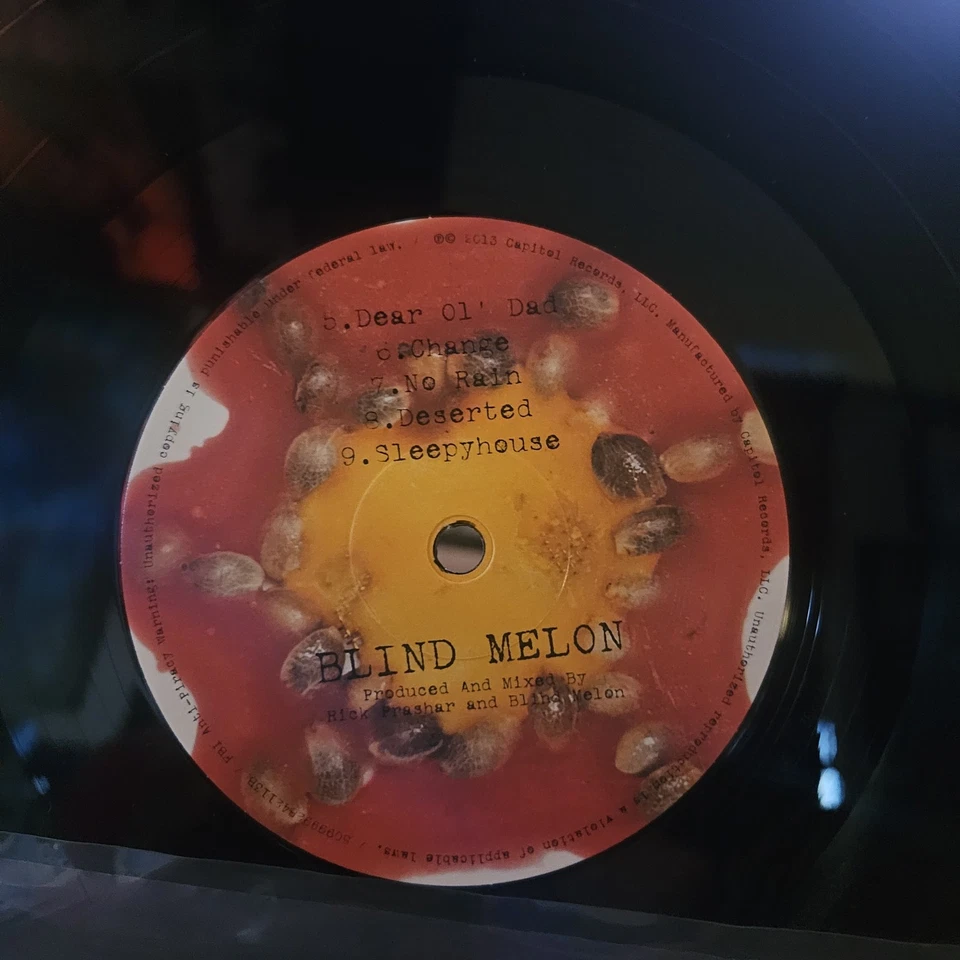 5.Dear Ol' Dad
6.Change
7.No Rain
8.Deserted
9.Sleepyhouse
BLIND MELON
Produced And Mixed By
Rick Prashar and Blind Melon
℗© 2013 Capitol Records, LLC. Manufactured by Capitol Records, LLC. Unauthorized reproduction is a violation of applicable laws. /
/ FBI Anti-Piracy Warning: Unauthorized copying is punishable under federal law. /